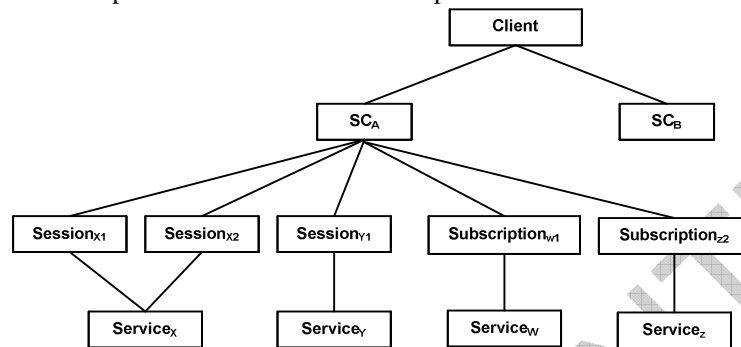 Client
SCA SCB
SessionX1 SessionX2 SessionY1 Subscriptionw1 Subscriptionz2
ServiceX ServiceY ServiceW Servicez